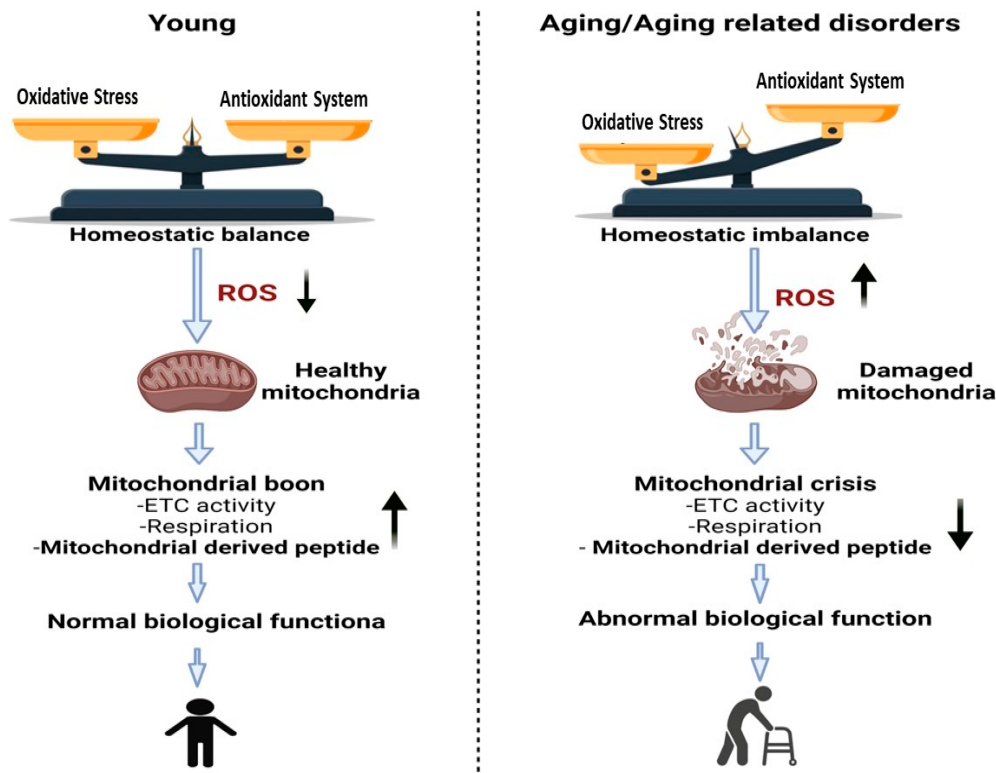 Young
Oxidative Stress
Antioxidant System
Homeostatic balance
ROS
Healthy
mitochondria
Mitochondrial boon
-ETC activity
-Respiration
-Mitochondrial derived peptide
Normal biological functiona
Aging/Aging related disorders
Antioxidant System
Oxidative Stress
Homeostatic imbalance
ROS
Damaged
mitochondria
Mitochondrial crisis
-ETC activity
-Respiration
- Mitochondrial derived peptide
Abnormal biological function